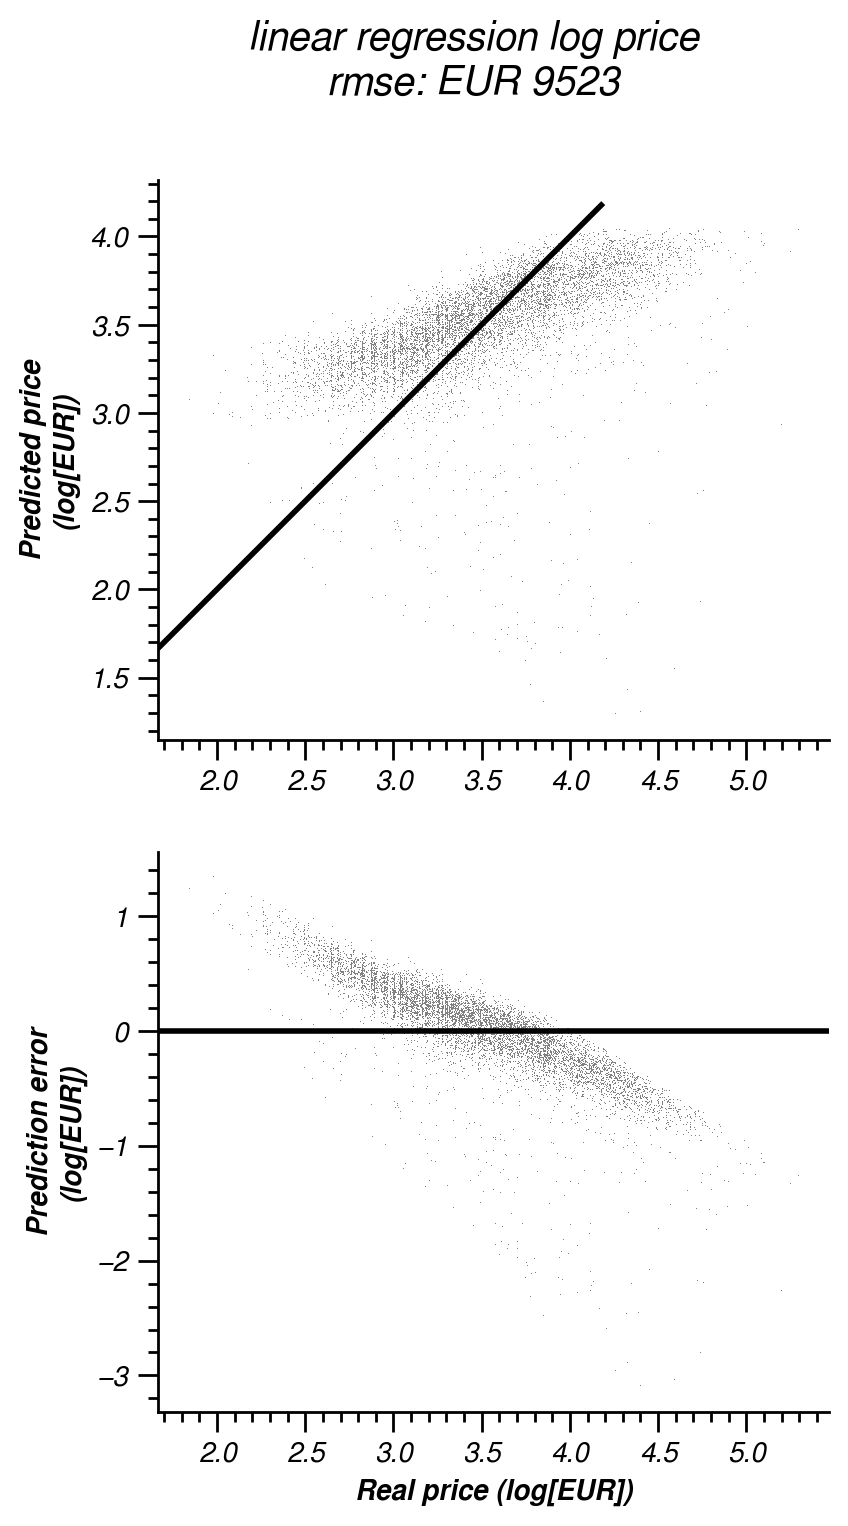 linear regression log price
rmse: EUR 9523
4.0
3.5
3.0
2.5
2.0
1.5
Predicted price
(log[EUR])
2.0 2.5 3.0 3.5 4.0 4.5 5.0
1
0
−1
−2
−3
Prediction error
(log[EUR])
2.0 2.5 3.0 3.5 4.0 4.5 5.0
Real price (log[EUR])